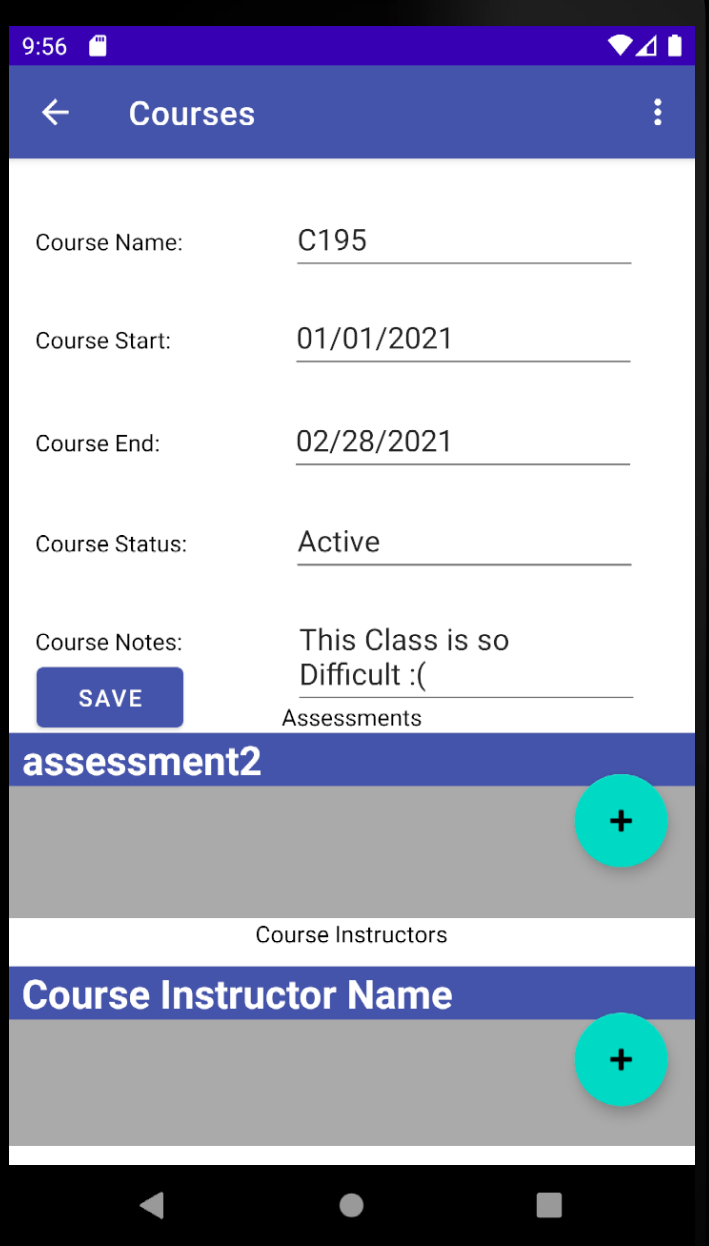 9:56
Courses
Course Name: C195
Course Start: 01/01/2021
Course End: 02/28/2021
Course Status: Active
Course Notes: This Class is so
Difficult :(
SAVE
Assessments
assessment2
+
Course Instructors
Course Instructor Name
+